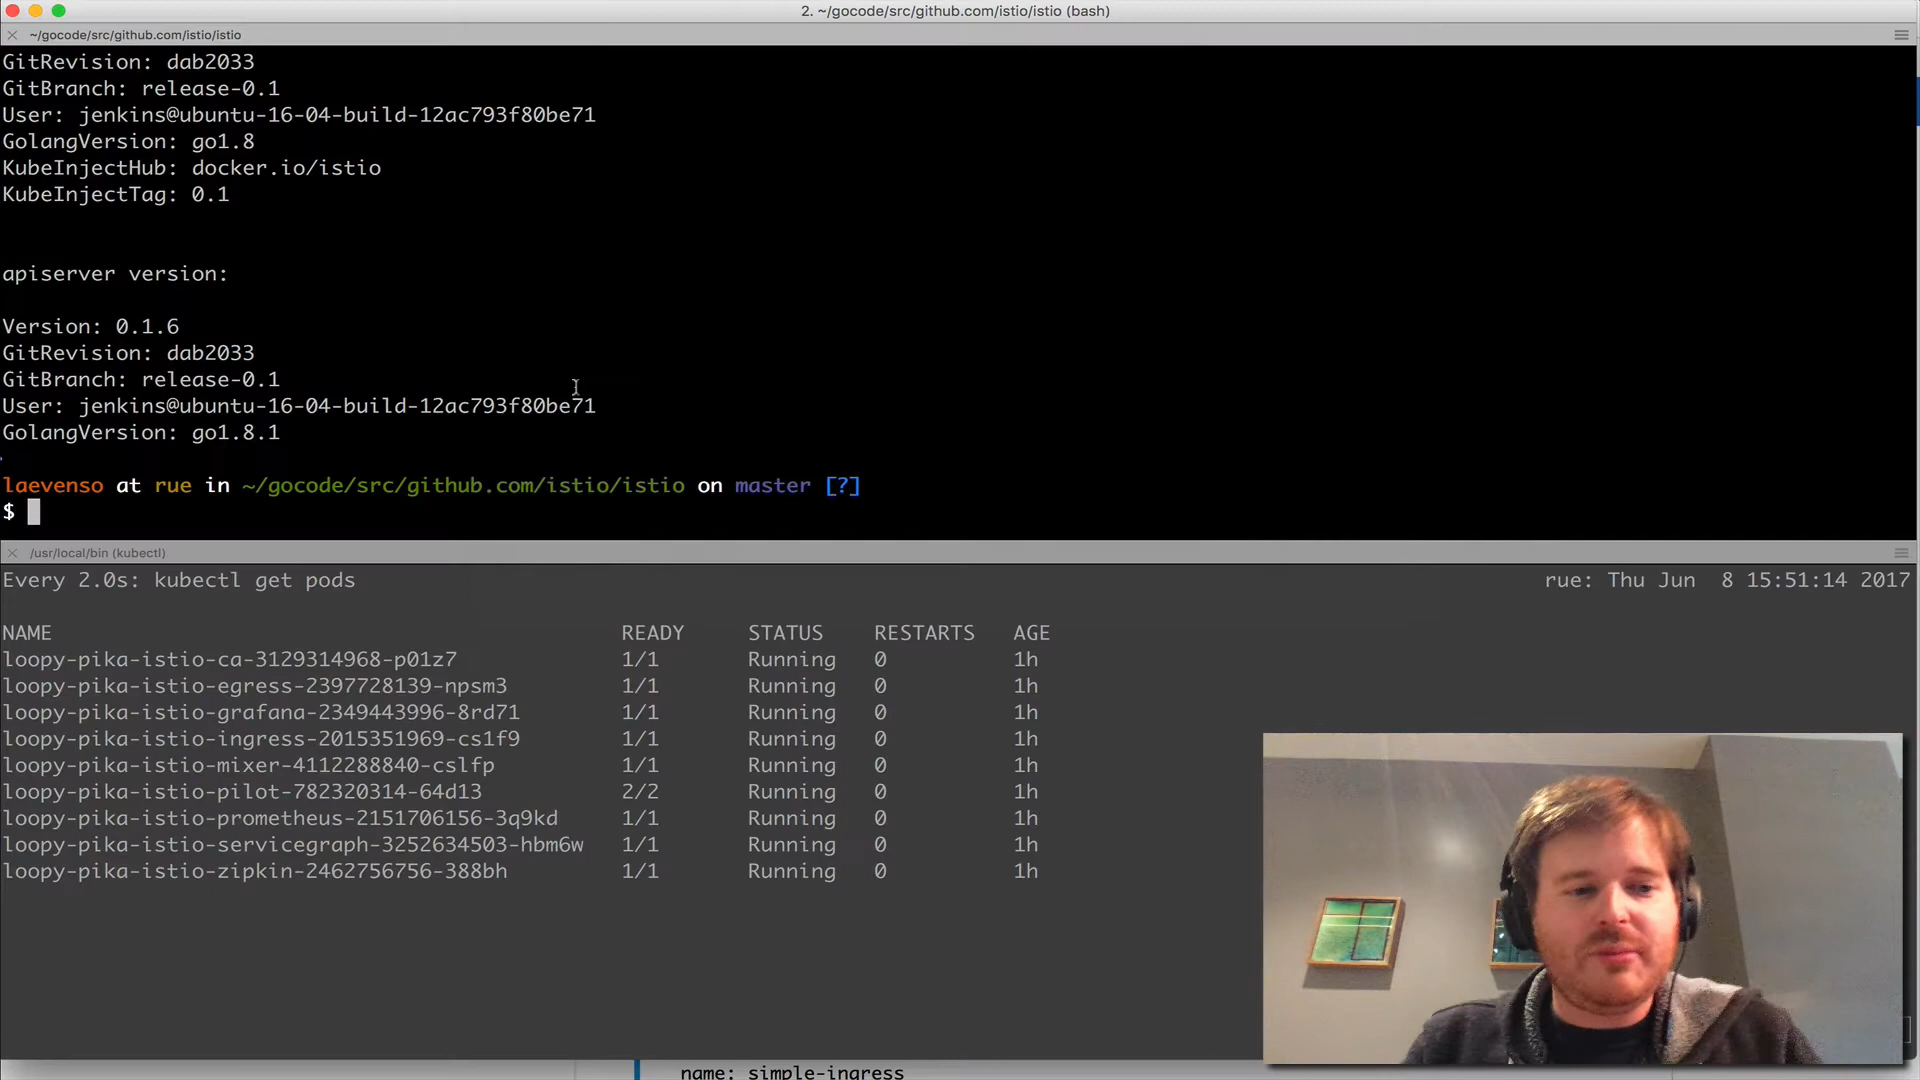 2. ~/gocode/src/github.com/istio/istio (bash)
~/gocode/src/github.com/istio/istio
GitRevision: dab2033
GitBranch: release-0.1
User: jenkins@ubuntu-16-04-build-12ac793f80be71
GolangVersion: go1.8
KubeInjectHub: docker.io/istio
KubeInjectTag: 0.1
apiserver version:
Version: 0.1.6
GitRevision: dab2033
GitBranch: release-0.1
User: jenkins@ubuntu-16-04-build-12ac793f80be71
GolangVersion: go1.8.1
laevenso at rue in ~/gocode/src/github.com/istio/istio on master [?]
$
/usr/local/bin (kubectl)
Every 2.0s: kubectl get pods rue: Thu Jun 8 15:51:14 2017
NAME READY STATUS RESTARTS AGE
loopy-pika-istio-ca-3129314968-p01z7 1/1 Running 0 1h
loopy-pika-istio-egress-2397728139-npsm3 1/1 Running 0 1h
loopy-pika-istio-grafana-2349443996-8rd71 1/1 Running 0 1h
loopy-pika-istio-ingress-2015351969-cs1f9 1/1 Running 0 1h
loopy-pika-istio-mixer-4112288840-cslfp 1/1 Running 0 1h
loopy-pika-istio-pilot-782320314-64d13 2/2 Running 0 1h
loopy-pika-istio-prometheus-2151706156-3q9kd 1/1 Running 0 1h
loopy-pika-istio-servicegraph-3252634503-hbm6w 1/1 Running 0 1h
loopy-pika-istio-zipkin-2462756756-388bh 1/1 Running 0 1h
name: simple-ingress